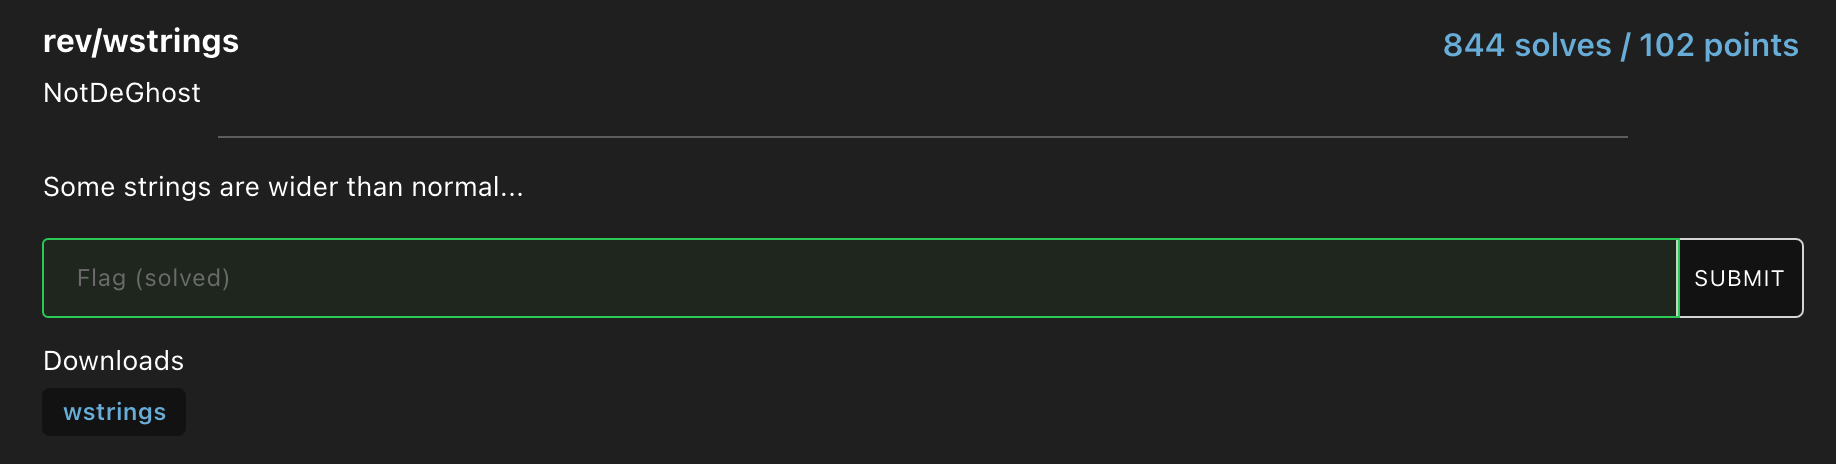 rev/wstrings
844 solves / 102 points
NotDeGhost
Some strings are wider than normal...
Flag (solved)
SUBMIT
Downloads
wstrings